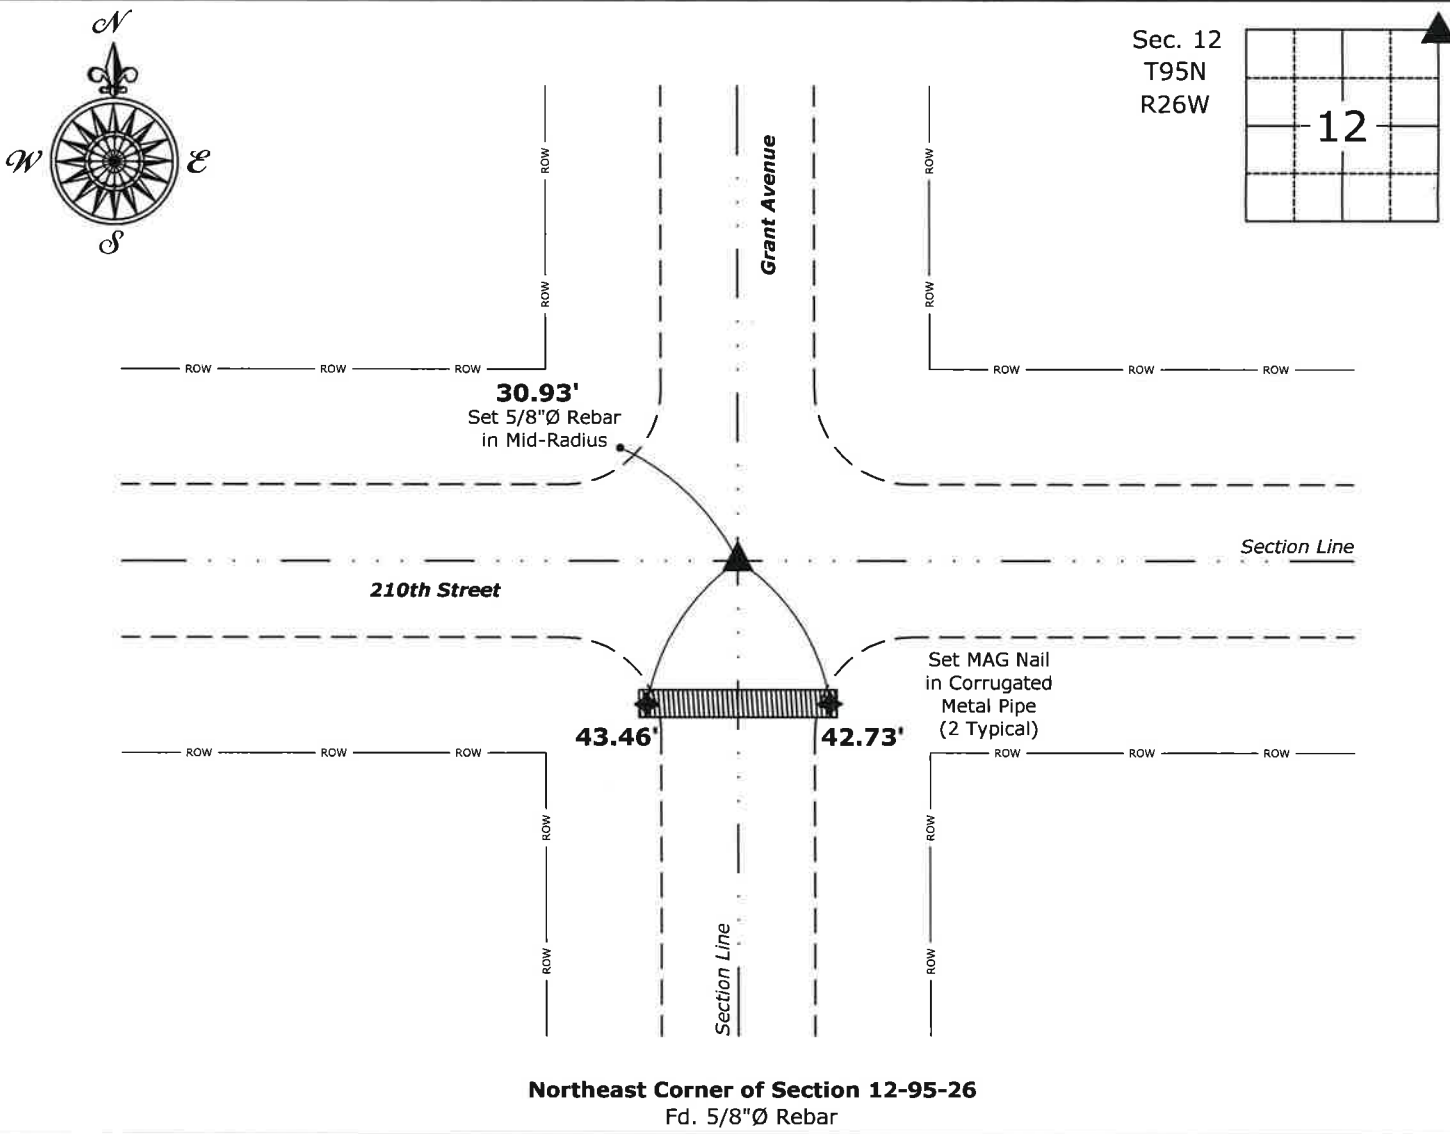 N
W
E
S
Sec. 12
T95N
R26W
12
Grant Avenue
ROW
ROW
ROW
ROW
ROW
ROW
ROW
ROW
ROW
ROW
30.93'
Set 5/8"Ø Rebar
in Mid-Radius
Section Line
210th Street
Set MAG Nail
in Corrugated
Metal Pipe
(2 Typical)
43.46'
42.73'
ROW
ROW
ROW
ROW
ROW
ROW
ROW
ROW
ROW
ROW
Section Line
Northeast Corner of Section 12-95-26
Fd. 5/8"Ø Rebar